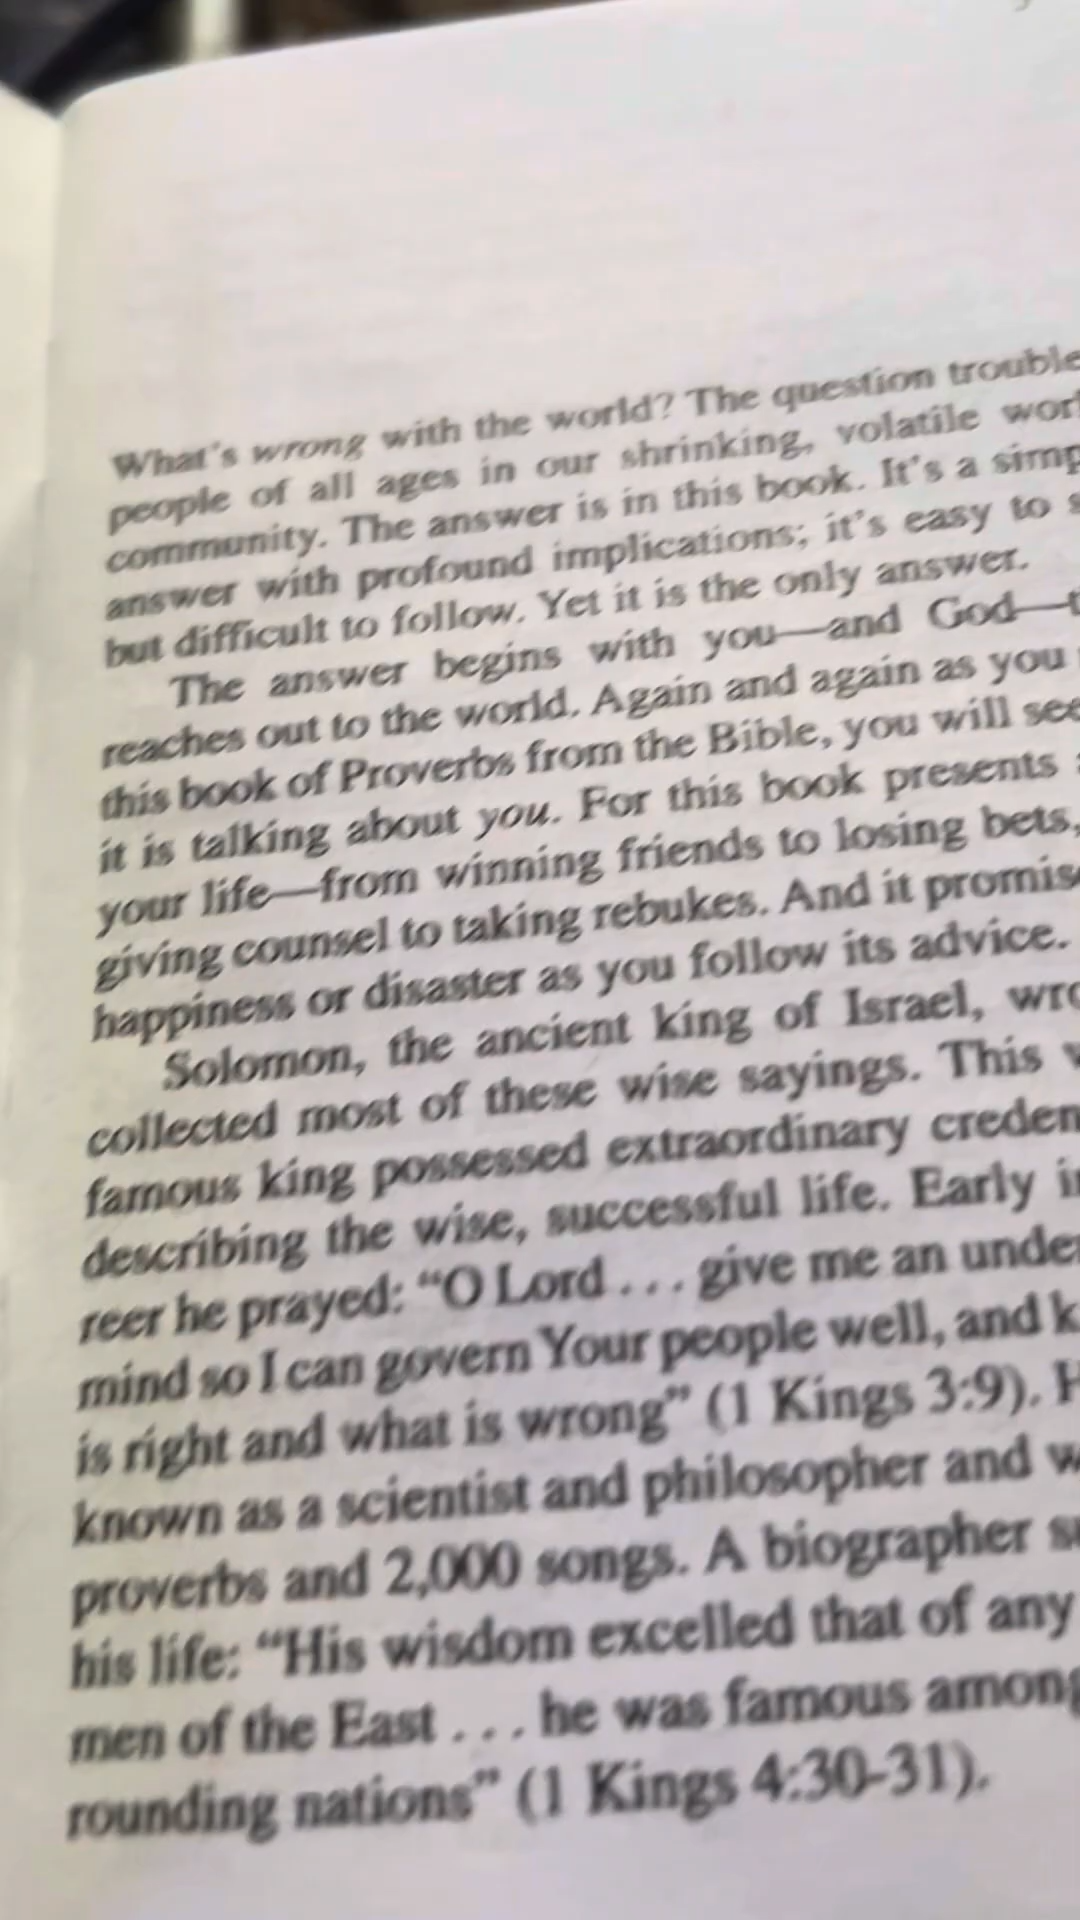 What's wrong with the world? The question trouble
people of all ages in our shrinking, volatile wor
community. The answer is in this book. It's a simp
answer with profound implications; it's easy to s
but difficult to follow. Yet it is the only answer.
The answer begins with you—and God—t
reaches out to the world. Again and again as you
this book of Proverbs from the Bible, you will see
it is talking about you. For this book presents
your life—from winning friends to losing bets,
giving counsel to taking rebukes. And it promis
happiness or disaster as you follow its advice.
Solomon, the ancient king of Israel, wro
collected most of these wise sayings. This
famous king possessed extraordinary creden
describing the wise, successful life. Early i
reer he prayed: “O Lord . . . give me an under
mind so I can govern Your people well, and k
is right and what is wrong” (1 Kings 3:9). H
known as a scientist and philosopher and w
proverbs and 2,000 songs. A biographer su
his life: “His wisdom excelled that of any
men of the East . . . he was famous among
rounding nations” (1 Kings 4:30-31).